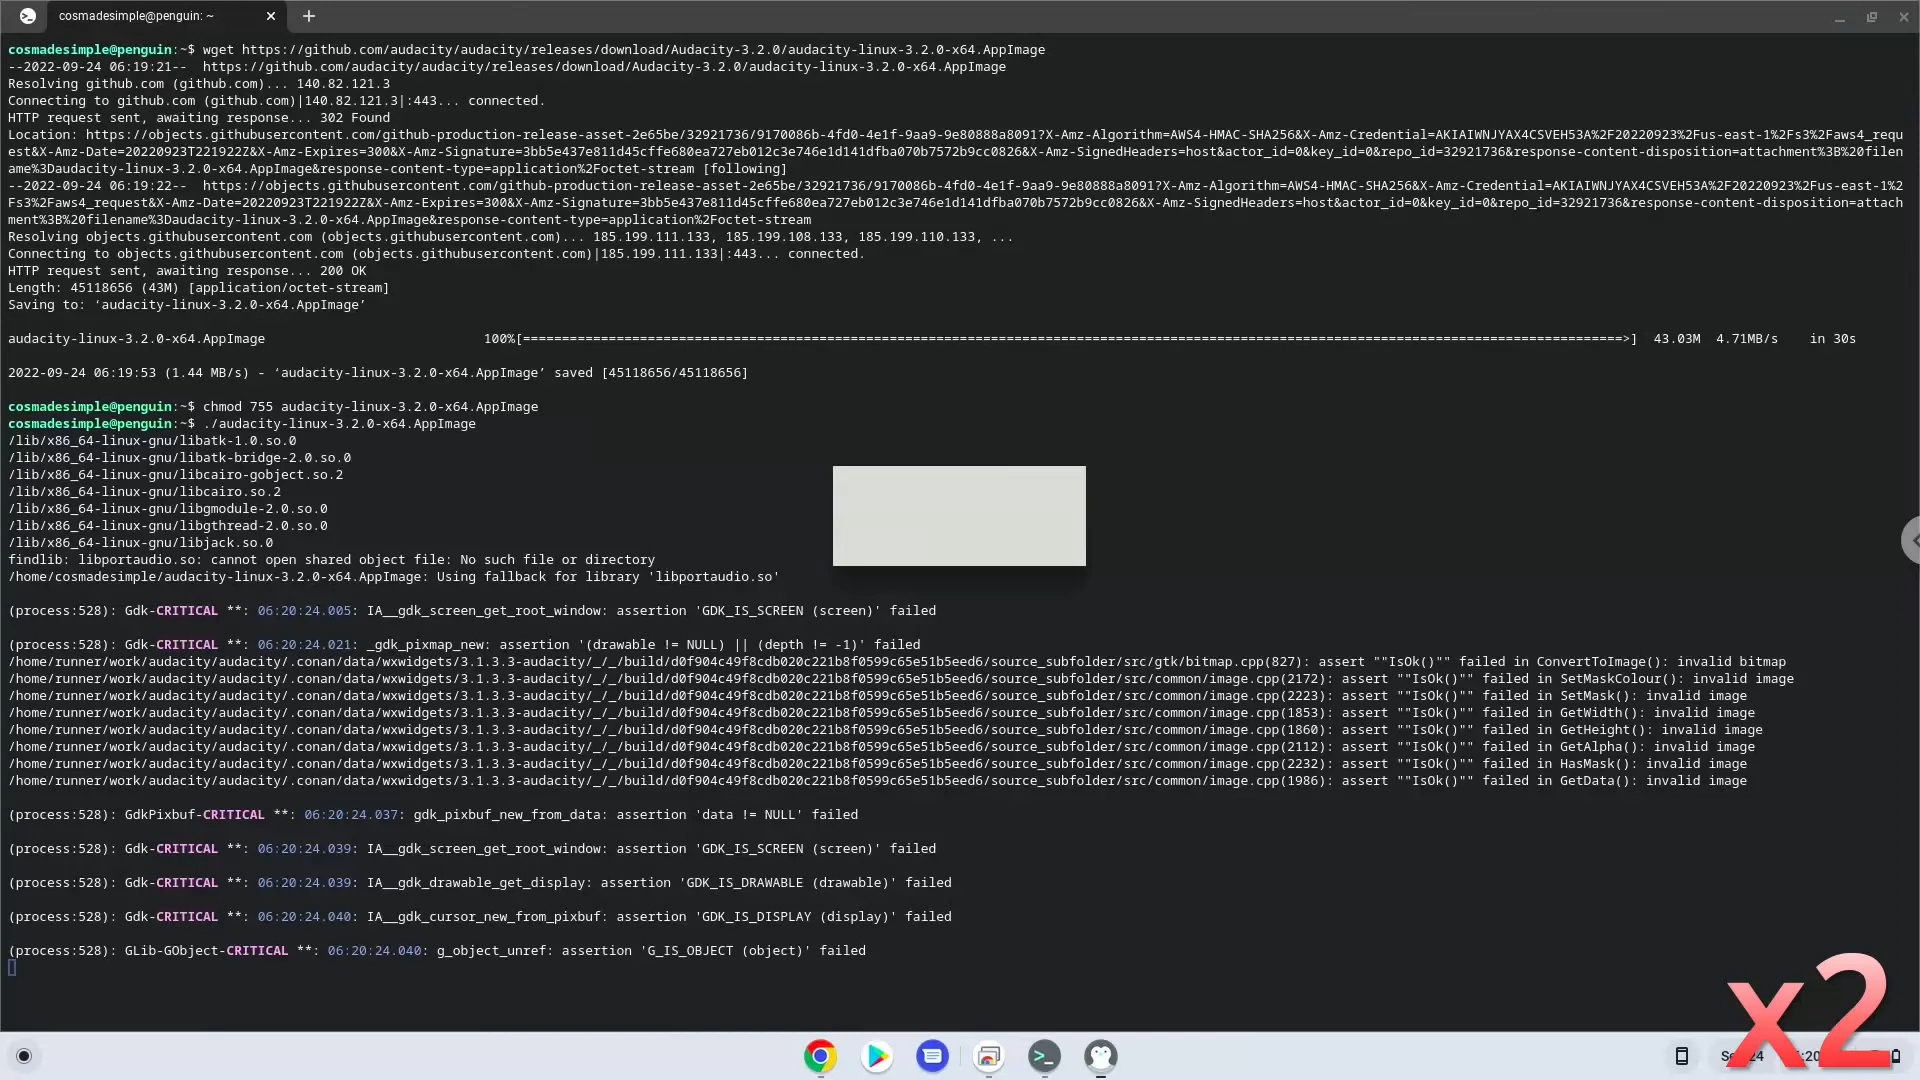 cosmadesimple@penguin: ~
cosmadesimple@penguin:~$ wget https://github.com/audacity/audacity/releases/download/Audacity-3.2.0/audacity-linux-3.2.0-x64.AppImage
--2022-09-24 06:19:21--  https://github.com/audacity/audacity/releases/download/Audacity-3.2.0/audacity-linux-3.2.0-x64.AppImage
Resolving github.com (github.com)... 140.82.121.3
Connecting to github.com (github.com)|140.82.121.3|:443... connected.
HTTP request sent, awaiting response... 302 Found
Location: https://objects.githubusercontent.com/github-production-release-asset-2e65be/32921736/9170086b-4fd0-4e1f-9aa9-9e80888a8091?X-Amz-Algorithm=AWS4-HMAC-SHA256&X-Amz-Credential=AKIAIWNJYAX4CSVEH53A%2F20220923%2Fus-east-1%2Fs3%2Faws4_requ
est&X-Amz-Date=20220923T221922Z&X-Amz-Expires=300&X-Amz-Signature=3bb5e437e811d45cffe680ea727eb012c3e746e1d141dfba070b7572b9cc0826&X-Amz-SignedHeaders=host&actor_id=0&key_id=0&repo_id=32921736&response-content-disposition=attachment%3B%20filen
ame%3Daudacity-linux-3.2.0-x64.AppImage&response-content-type=application%2Foctet-stream [following]
--2022-09-24 06:19:22--  https://objects.githubusercontent.com/github-production-release-asset-2e65be/32921736/9170086b-4fd0-4e1f-9aa9-9e80888a8091?X-Amz-Algorithm=AWS4-HMAC-SHA256&X-Amz-Credential=AKIAIWNJYAX4CSVEH53A%2F20220923%2Fus-east-1%2
Fs3%2Faws4_request&X-Amz-Date=20220923T221922Z&X-Amz-Expires=300&X-Amz-Signature=3bb5e437e811d45cffe680ea727eb012c3e746e1d141dfba070b7572b9cc0826&X-Amz-SignedHeaders=host&actor_id=0&key_id=0&repo_id=32921736&response-content-disposition=attach
ment%3B%20filename%3Daudacity-linux-3.2.0-x64.AppImage&response-content-type=application%2Foctet-stream
Resolving objects.githubusercontent.com (objects.githubusercontent.com)... 185.199.111.133, 185.199.108.133, 185.199.110.133, ...
Connecting to objects.githubusercontent.com (objects.githubusercontent.com)|185.199.111.133|:443... connected.
HTTP request sent, awaiting response... 200 OK
Length: 45118656 (43M) [application/octet-stream]
Saving to: ‘audacity-linux-3.2.0-x64.AppImage’
audacity-linux-3.2.0-x64.AppImage 100%[=============================================================================================================================================>] 43.03M 4.71MB/s in 30s
2022-09-24 06:19:53 (1.44 MB/s) - ‘audacity-linux-3.2.0-x64.AppImage’ saved [45118656/45118656]
cosmadesimple@penguin:~$ chmod 755 audacity-linux-3.2.0-x64.AppImage
cosmadesimple@penguin:~$ ./audacity-linux-3.2.0-x64.AppImage
/lib/x86_64-linux-gnu/libatk-1.0.so.0
/lib/x86_64-linux-gnu/libatk-bridge-2.0.so.0
/lib/x86_64-linux-gnu/libcairo-gobject.so.2
/lib/x86_64-linux-gnu/libcairo.so.2
/lib/x86_64-linux-gnu/libgmodule-2.0.so.0
/lib/x86_64-linux-gnu/libgthread-2.0.so.0
/lib/x86_64-linux-gnu/libjack.so.0
findlib: libportaudio.so: cannot open shared object file: No such file or directory
/home/cosmadesimple/audacity-linux-3.2.0-x64.AppImage: Using fallback for library 'libportaudio.so'
(process:528): Gdk-CRITICAL **: 06:20:24.005: IA__gdk_screen_get_root_window: assertion 'GDK_IS_SCREEN (screen)' failed
(process:528): Gdk-CRITICAL **: 06:20:24.021: _gdk_pixmap_new: assertion '(drawable != NULL) || (depth != -1)' failed
/home/runner/work/audacity/audacity/.conan/data/wxwidgets/3.1.3.3-audacity/_/_/build/d0f904c49f8cdb020c221b8f0599c65e51b5eed6/source_subfolder/src/gtk/bitmap.cpp(827): assert ""IsOk()"" failed in ConvertToImage(): invalid bitmap
/home/runner/work/audacity/audacity/.conan/data/wxwidgets/3.1.3.3-audacity/_/_/build/d0f904c49f8cdb020c221b8f0599c65e51b5eed6/source_subfolder/src/common/image.cpp(2172): assert ""IsOk()"" failed in SetMaskColour(): invalid image
/home/runner/work/audacity/audacity/.conan/data/wxwidgets/3.1.3.3-audacity/_/_/build/d0f904c49f8cdb020c221b8f0599c65e51b5eed6/source_subfolder/src/common/image.cpp(2223): assert ""IsOk()"" failed in SetMask(): invalid image
/home/runner/work/audacity/audacity/.conan/data/wxwidgets/3.1.3.3-audacity/_/_/build/d0f904c49f8cdb020c221b8f0599c65e51b5eed6/source_subfolder/src/common/image.cpp(1853): assert ""IsOk()"" failed in GetWidth(): invalid image
/home/runner/work/audacity/audacity/.conan/data/wxwidgets/3.1.3.3-audacity/_/_/build/d0f904c49f8cdb020c221b8f0599c65e51b5eed6/source_subfolder/src/common/image.cpp(1860): assert ""IsOk()"" failed in GetHeight(): invalid image
/home/runner/work/audacity/audacity/.conan/data/wxwidgets/3.1.3.3-audacity/_/_/build/d0f904c49f8cdb020c221b8f0599c65e51b5eed6/source_subfolder/src/common/image.cpp(2112): assert ""IsOk()"" failed in GetAlpha(): invalid image
/home/runner/work/audacity/audacity/.conan/data/wxwidgets/3.1.3.3-audacity/_/_/build/d0f904c49f8cdb020c221b8f0599c65e51b5eed6/source_subfolder/src/common/image.cpp(2232): assert ""IsOk()"" failed in HasMask(): invalid image
/home/runner/work/audacity/audacity/.conan/data/wxwidgets/3.1.3.3-audacity/_/_/build/d0f904c49f8cdb020c221b8f0599c65e51b5eed6/source_subfolder/src/common/image.cpp(1986): assert ""IsOk()"" failed in GetData(): invalid image
(process:528): GdkPixbuf-CRITICAL **: 06:20:24.037: gdk_pixbuf_new_from_data: assertion 'data != NULL' failed
(process:528): Gdk-CRITICAL **: 06:20:24.039: IA__gdk_screen_get_root_window: assertion 'GDK_IS_SCREEN (screen)' failed
(process:528): Gdk-CRITICAL **: 06:20:24.039: IA__gdk_drawable_get_display: assertion 'GDK_IS_DRAWABLE (drawable)' failed
(process:528): Gdk-CRITICAL **: 06:20:24.040: IA__gdk_cursor_new_from_pixbuf: assertion 'GDK_IS_DISPLAY (display)' failed
(process:528): GLib-GObject-CRITICAL **: 06:20:24.040: g_object_unref: assertion 'G_IS_OBJECT (object)' failed
x2